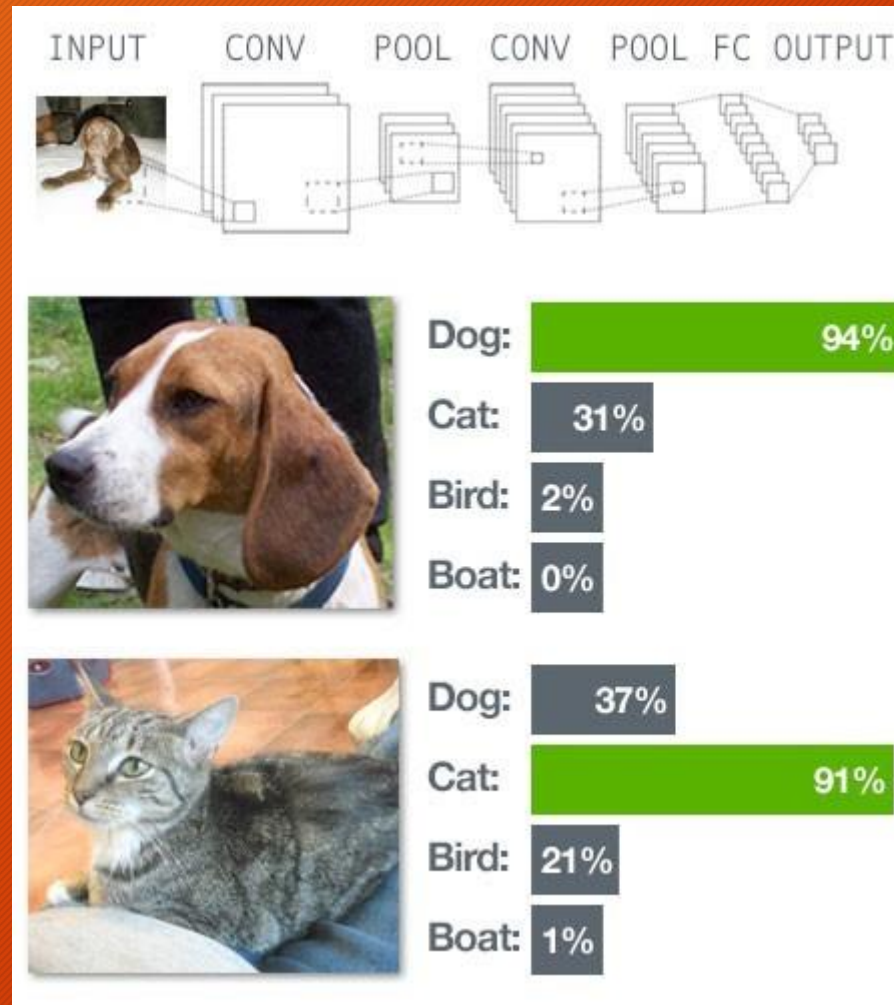 INPUT CONV POOL CONV POOL FC OUTPUT
Dog: 94%
Cat: 31%
Bird: 2%
Boat: 0%
Dog: 37%
Cat: 91%
Bird: 21%
Boat: 1%